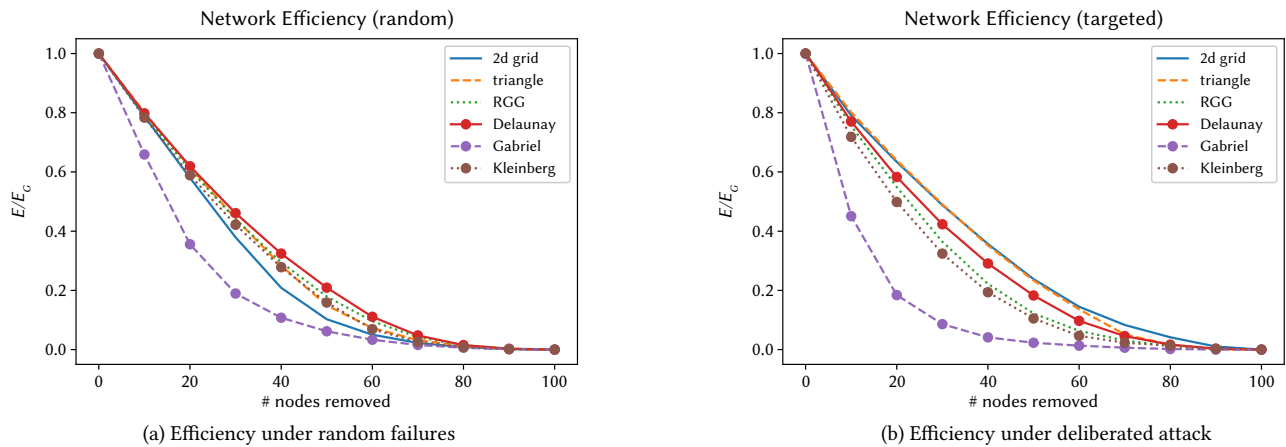 Network Efficiency (random)
E/E_G
1.0
0.8
0.6
0.4
0.2
0.0
2d grid
triangle
RGG
Delaunay
Gabriel
Kleinberg
0 20 40 60 80 100
# nodes removed
(a) Efficiency under random failures
Network Efficiency (targeted)
E/E_G
1.0
0.8
0.6
0.4
0.2
0.0
2d grid
triangle
RGG
Delaunay
Gabriel
Kleinberg
0 20 40 60 80 100
# nodes removed
(b) Efficiency under deliberated attack